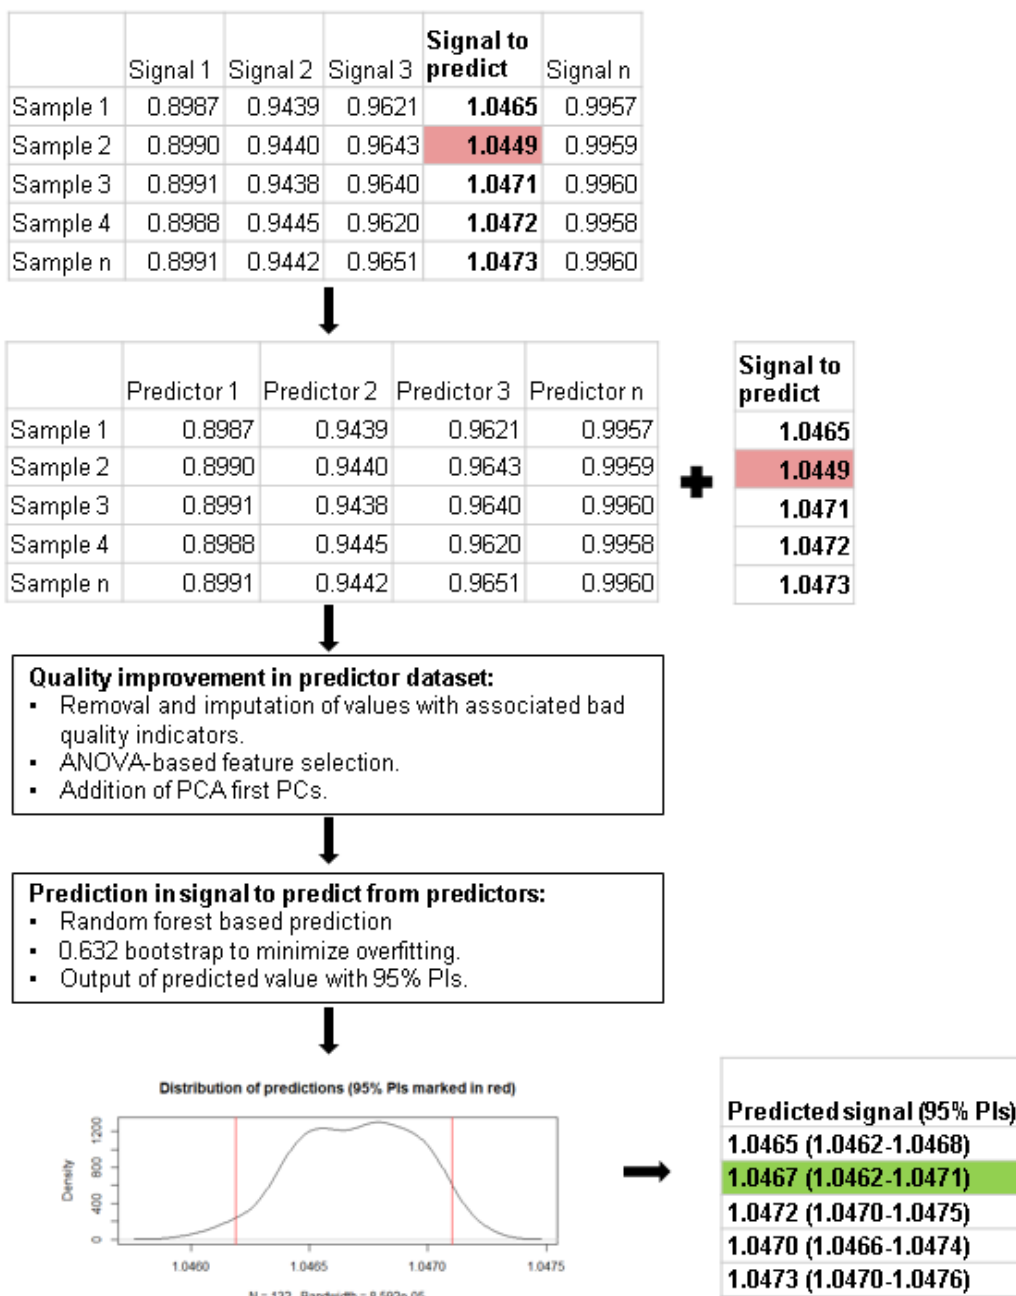 Signal 1 Signal 2 Signal 3 Signal to predict Signal n
Sample 1 0.8987 0.9439 0.9621 1.0465 0.9957
Sample 2 0.8990 0.9440 0.9643 1.0449 0.9959
Sample 3 0.8991 0.9438 0.9640 1.0471 0.9960
Sample 4 0.8988 0.9445 0.9620 1.0472 0.9958
Sample n 0.8991 0.9442 0.9651 1.0473 0.9960
Predictor 1 Predictor 2 Predictor 3 Predictor n
Sample 1 0.8987 0.9439 0.9621 0.9957
Sample 2 0.8990 0.9440 0.9643 0.9959
Sample 3 0.8991 0.9438 0.9640 0.9960
Sample 4 0.8988 0.9445 0.9620 0.9958
Sample n 0.8991 0.9442 0.9651 0.9960
Signal to
predict
1.0465
1.0449
1.0471
1.0472
1.0473
Quality improvement in predictor dataset:
▪ Removal and imputation of values with associated bad
quality indicators.
▪ ANOVA-based feature selection.
▪ Addition of PCA first PCs.
Prediction in signal to predict from predictors:
▪ Random forest based prediction
▪ 0.632 bootstrap to minimize overfitting.
▪ Output of predicted value with 95% PIs.
Distribution of predictions (95% PIs marked in red)
Density
0 400 800 1200
1.0460 1.0465 1.0470 1.0475
N = 132 Bandwidth = 8.592e-05
Predicted signal (95% PIs)
1.0465 (1.0462-1.0468)
1.0467 (1.0462-1.0471)
1.0472 (1.0470-1.0475)
1.0470 (1.0466-1.0474)
1.0473 (1.0470-1.0476)